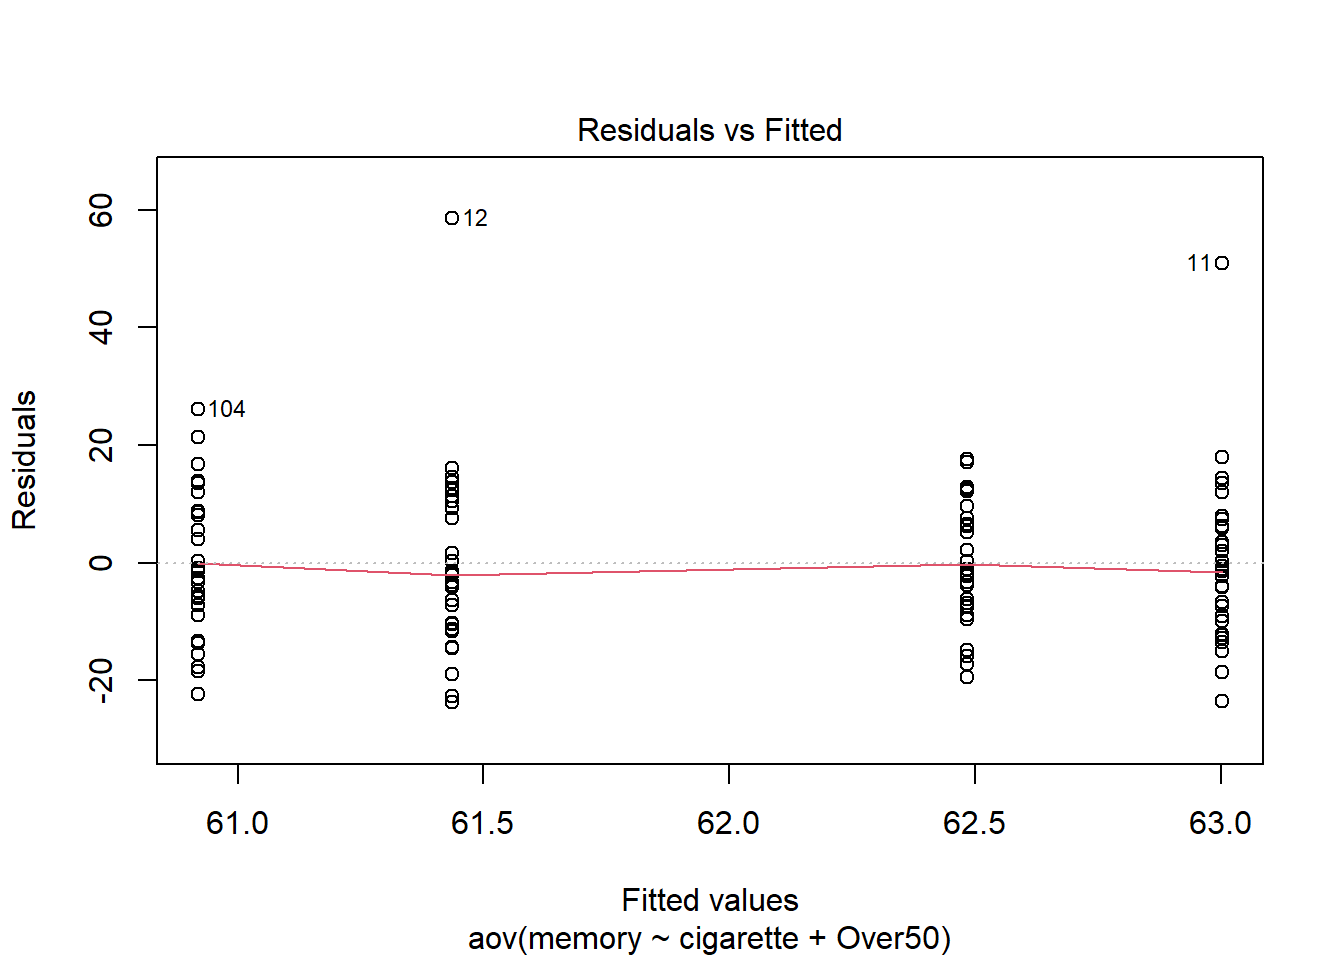 Residuals vs Fitted
60
40
20
0
-20
Residuals
12
11
104
61.0 61.5 62.0 62.5 63.0
Fitted values
aov(memory ~ cigarette + Over50)